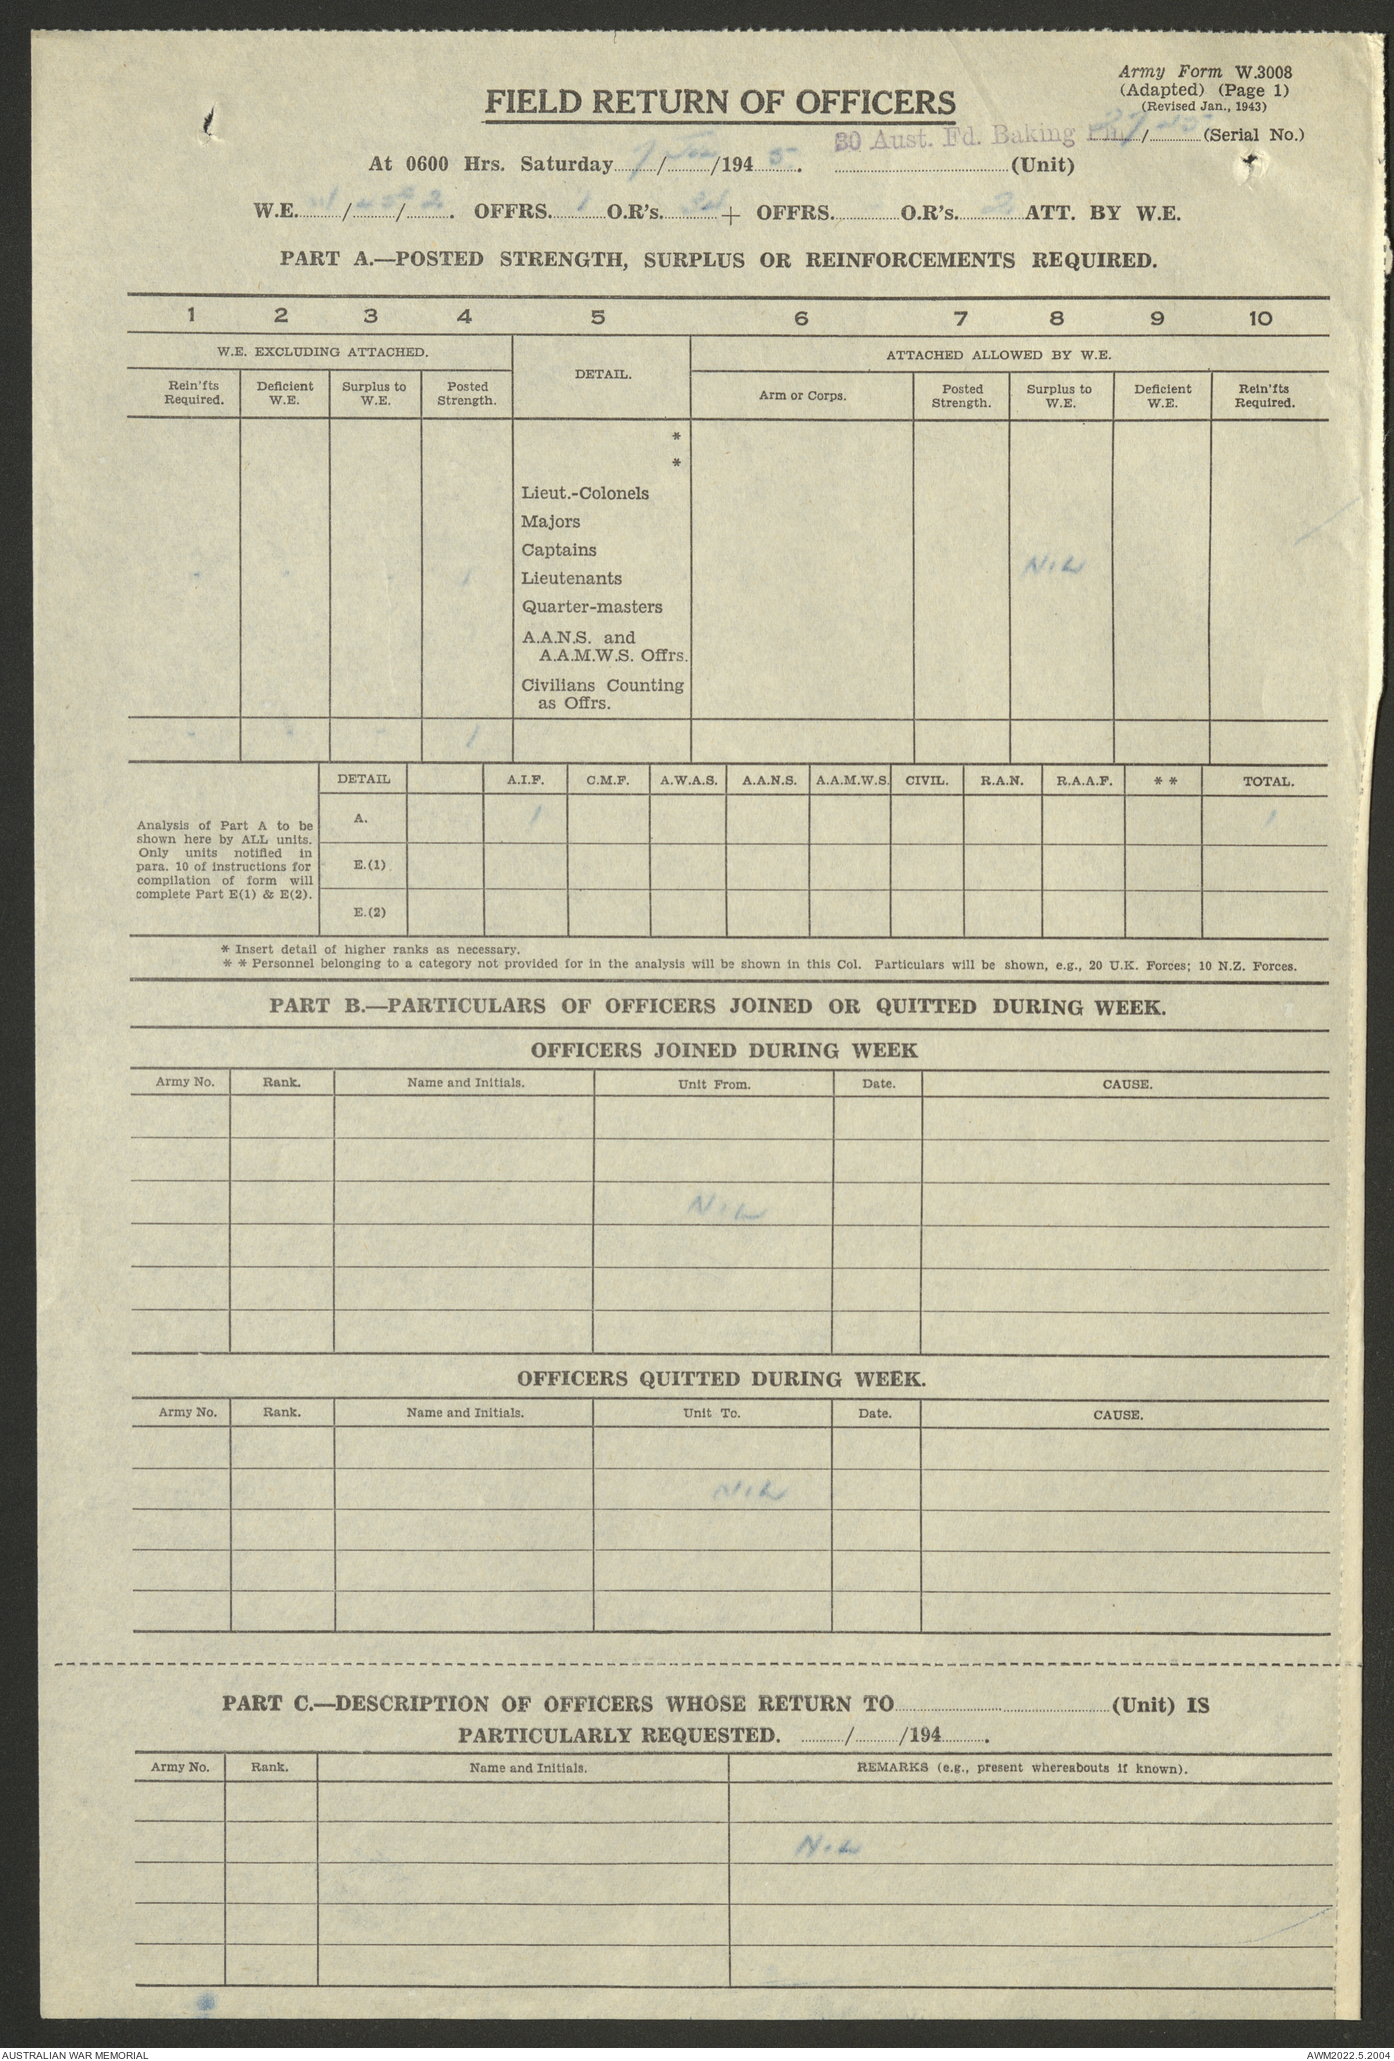 Army Form W.3008
(Adapted) (Page 1)
(Revised Jan., 1943)
FIELD RETURN OF OFFICERS
30 Aust. Fd. Baking / (Serial No.)
At 0600 Hrs. Saturday 7/ /194 5. (Unit)
W.E. / / 2. OFFRS. 1 O.R's. 34 + OFFRS. O.R's. 2 ATT. BY W.E.
PART A.—POSTED STRENGTH, SURPLUS OR REINFORCEMENTS REQUIRED.
1 2 3 4 5 6 7 8 9 10
W.E. EXCLUDING ATTACHED. DETAIL. ATTACHED ALLOWED BY W.E.
Rein'fts Required. Deficient W.E. Surplus to W.E. Posted Strength. Arm or Corps. Posted Strength. Surplus to W.E. Deficient W.E. Rein'fts Required.
*
*
Lieut.-Colonels
Majors
Captains
NIL
- - - 1 Lieutenants
Quarter-masters
A.A.N.S. and
A.A.M.W.S. Offrs.
Civilians Counting
as Offrs.
- - - 1
DETAIL A.I.F. C.M.F. A.W.A.S. A.A.N.S. A.A.M.W.S. CIVIL. R.A.N. R.A.A.F. * * TOTAL.
Analysis of Part A to be
shown here by ALL units.
Only units notified in
para. 10 of instructions for
compilation of form will
complete Part E(1) & E(2).
A. 1 1
E.(1)
E.(2)
* Insert detail of higher ranks as necessary.
* * Personnel belonging to a category not provided for in the analysis will be shown in this Col. Particulars will be shown, e.g., 20 U.K. Forces; 10 N.Z. Forces.
PART B.—PARTICULARS OF OFFICERS JOINED OR QUITTED DURING WEEK.
OFFICERS JOINED DURING WEEK
Army No. Rank. Name and Initials. Unit From. Date. CAUSE.
NIL
OFFICERS QUITTED DURING WEEK.
Army No. Rank. Name and Initials. Unit To. Date. CAUSE.
NIL
PART C.—DESCRIPTION OF OFFICERS WHOSE RETURN TO (Unit) IS
PARTICULARLY REQUESTED. / /194 .
Army No. Rank. Name and Initials. REMARKS (e.g., present whereabouts if known).
NIL
AUSTRALIAN WAR MEMORIAL AWM2022.5.2004